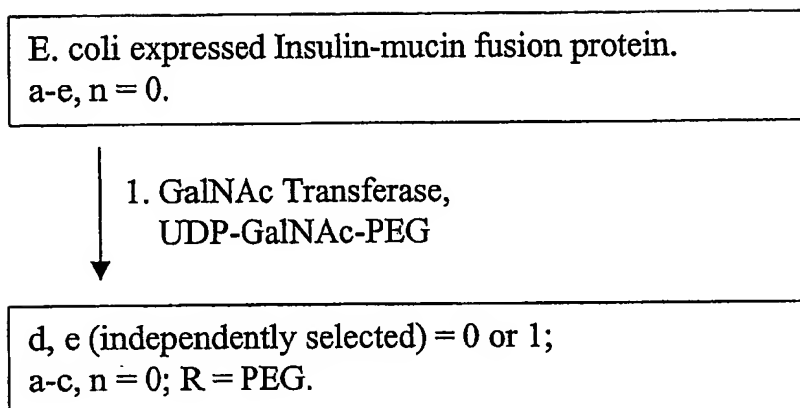 E. coli expressed Insulin-mucin fusion protein.
a-e, n = 0.
1. GalNAc Transferase,
UDP-GalNAc-PEG
d, e (independently selected) = 0 or 1;
a-c, n = 0; R = PEG.